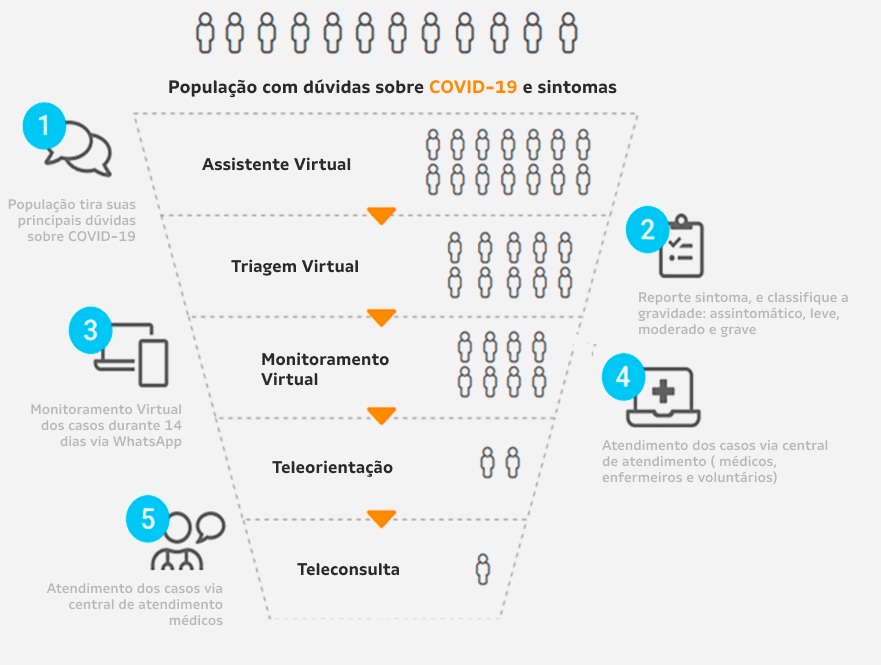 População com dúvidas sobre COVID-19 e sintomas
1
Assistente Virtual
População tira suas
principais dúvidas
sobre COVID-19
2
Triagem Virtual
Reporte sintoma, e classifique a
gravidade: assintomático, leve,
moderado e grave
3
Monitoramento
Virtual
Monitoramento Virtual
dos casos durante 14
dias via WhatsApp
4
Atendimento dos casos via central
de atendimento ( médicos,
enfermeiros e voluntários)
Teleorientação
5
Teleconsulta
Atendimento dos casos via
central de atendimento
médicos